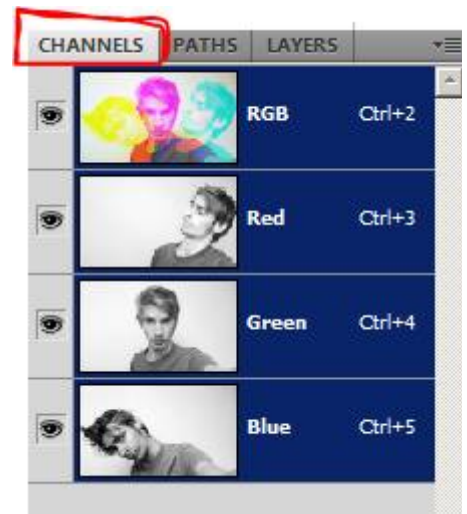 CHANNELS PATHS LAYERS
RGB Ctrl+2
Red Ctrl+3
Green Ctrl+4
Blue Ctrl+5